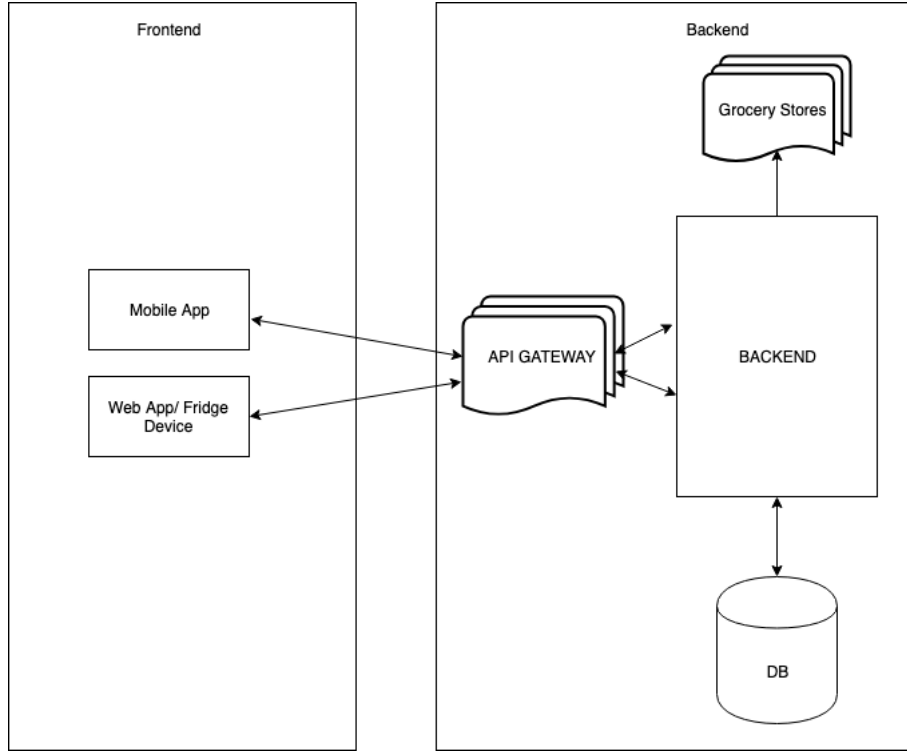 Frontend
Backend
Grocery Stores
Mobile App
API GATEWAY
BACKEND
Web App/ Fridge
Device
DB